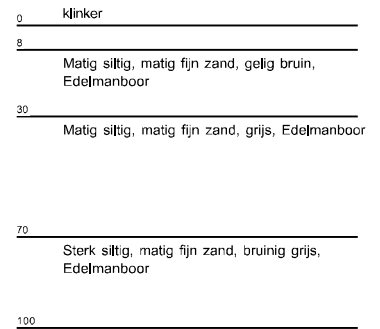 klinker
0
8
Matig siltig, matig fijn zand, gelig bruin,
Edelmanboor
30
Matig siltig, matig fijn zand, grijs, Edelmanboor
70
Sterk siltig, matig fijn zand, bruinig grijs,
Edelmanboor
100